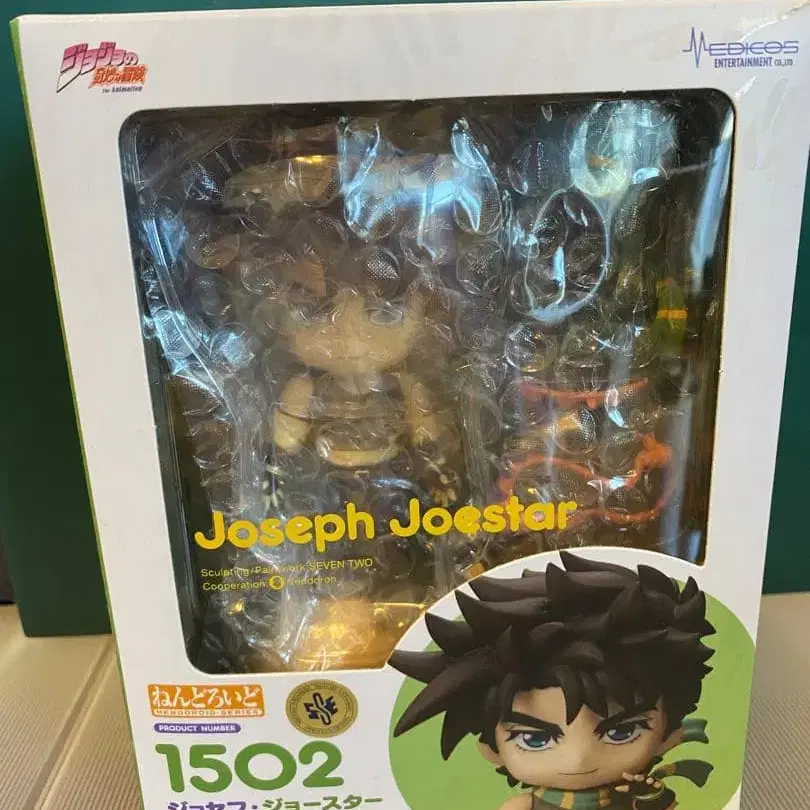 ジョジョの
奇妙な冒険
the Animation
MEDICOS
ENTERTAINMENT CO.,LTD
Joseph Joestar
Sculpting/Paintwork:SEVEN TWO
Cooperation: Nendoron
ねんどろいど
NENDOROID-SERIES
PRODUCT NUMBER
1502
ジョセフ・ジョースター